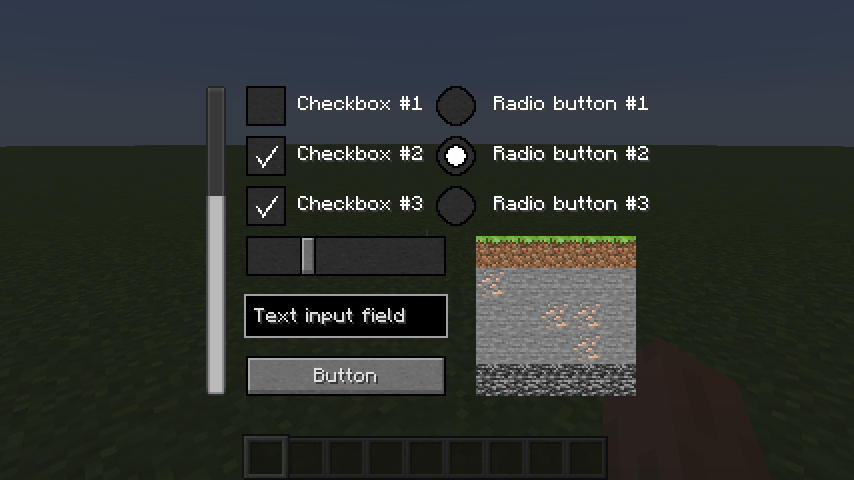 Checkbox #1 Radio button #1
Checkbox #2 Radio button #2
Checkbox #3 Radio button #3
Text input field
Button